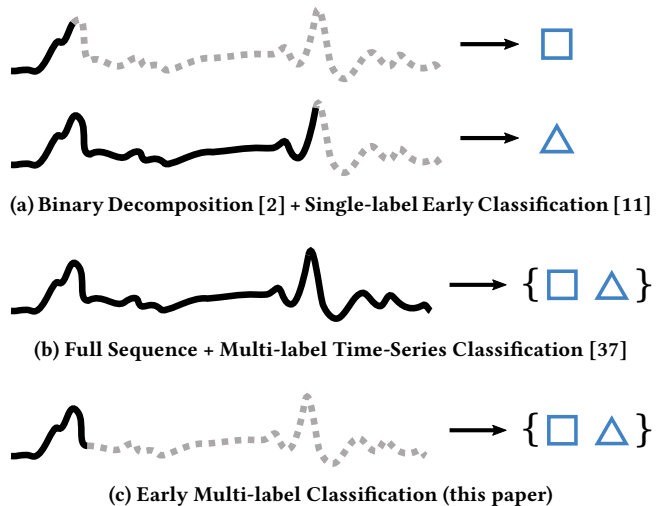 (a) Binary Decomposition [2] + Single-label Early Classification [11]
{ }
(b) Full Sequence + Multi-label Time-Series Classification [37]
{ }
(c) Early Multi-label Classification (this paper)